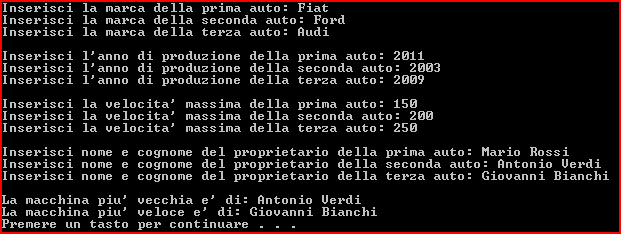 Inserisci la marca della prima auto: Fiat
Inserisci la marca della seconda auto: Ford
Inserisci la marca della terza auto: Audi
Inserisci l'anno di produzione della prima auto: 2011
Inserisci l'anno di produzione della seconda auto: 2003
Inserisci l'anno di produzione della terza auto: 2009
Inserisci la velocita' massima della prima auto: 150
Inserisci la velocita' massima della seconda auto: 200
Inserisci la velocita' massima della terza auto: 250
Inserisci nome e cognome del proprietario della prima auto: Mario Rossi
Inserisci nome e cognome del proprietario della seconda auto: Antonio Verdi
Inserisci nome e cognome del proprietario della terza auto: Giovanni Bianchi
La macchina piu' vecchia e' di: Antonio Verdi
La macchina piu' veloce e' di: Giovanni Bianchi
Premere un tasto per continuare . . .